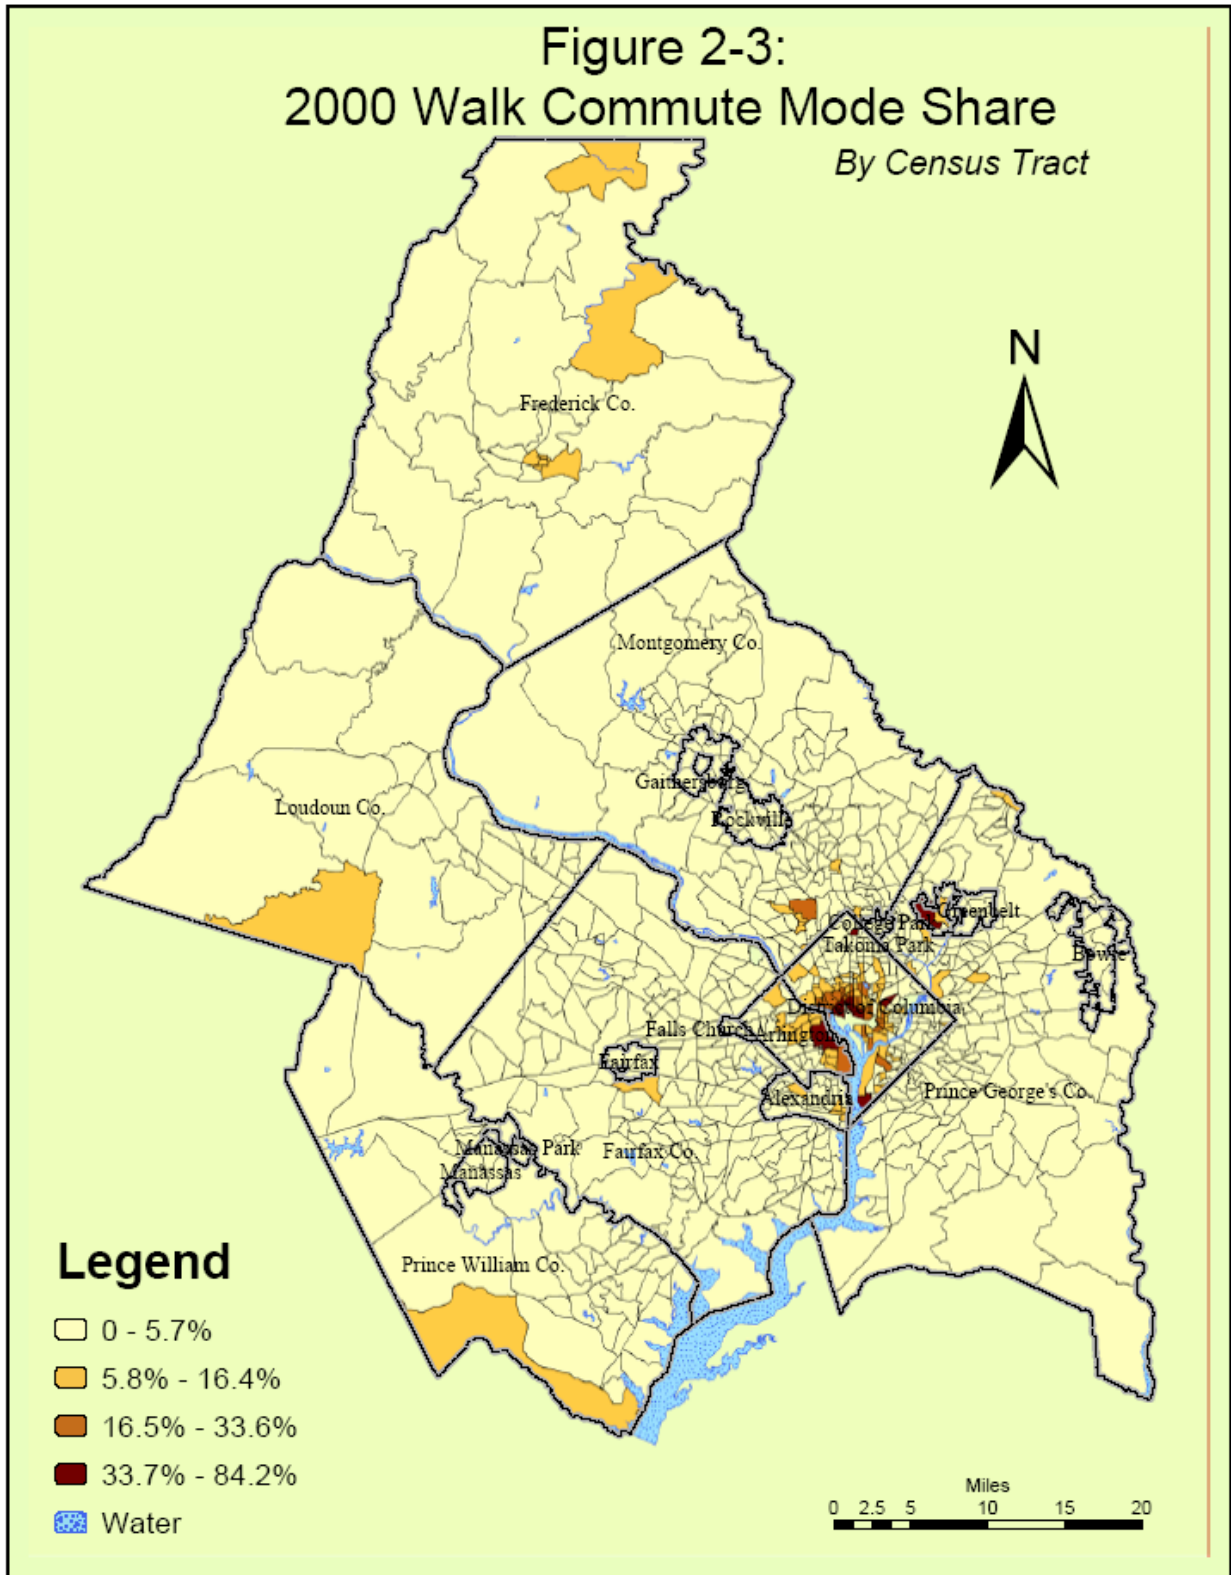 Figure 2-3:
2000 Walk Commute Mode Share
By Census Tract
N
Frederick Co.
Montgomery Co.
Gaithersburg
Loudoun Co.
Rockville
Greenbelt
College Park
Takoma Park
Bowie
District of Columbia
Falls Church
Arlington
Fairfax
Prince George's Co.
Alexandria
Manassas Park
Fairfax Co.
Manassas
Prince William Co.
Legend
0 - 5.7%
5.8% - 16.4%
16.5% - 33.6%
33.7% - 84.2%
Water
Miles
0 2.5 5 10 15 20